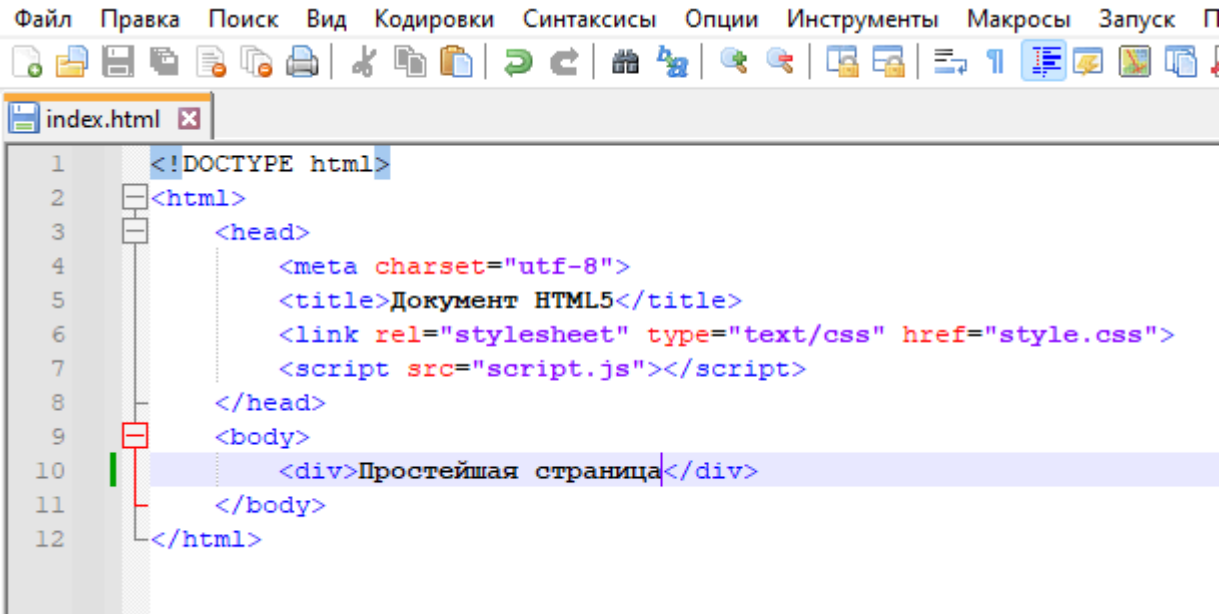 Файл Правка Поиск Вид Кодировки Синтаксисы Опции Инструменты Макросы Запуск П
index.html
1 <!DOCTYPE html>
2 <html>
3 <head>
4 <meta charset="utf-8">
5 <title>Документ HTML5</title>
6 <link rel="stylesheet" type="text/css" href="style.css">
7 <script src="script.js"></script>
8 </head>
9 <body>
10 <div>Простейшая страница</div>
11 </body>
12 </html>